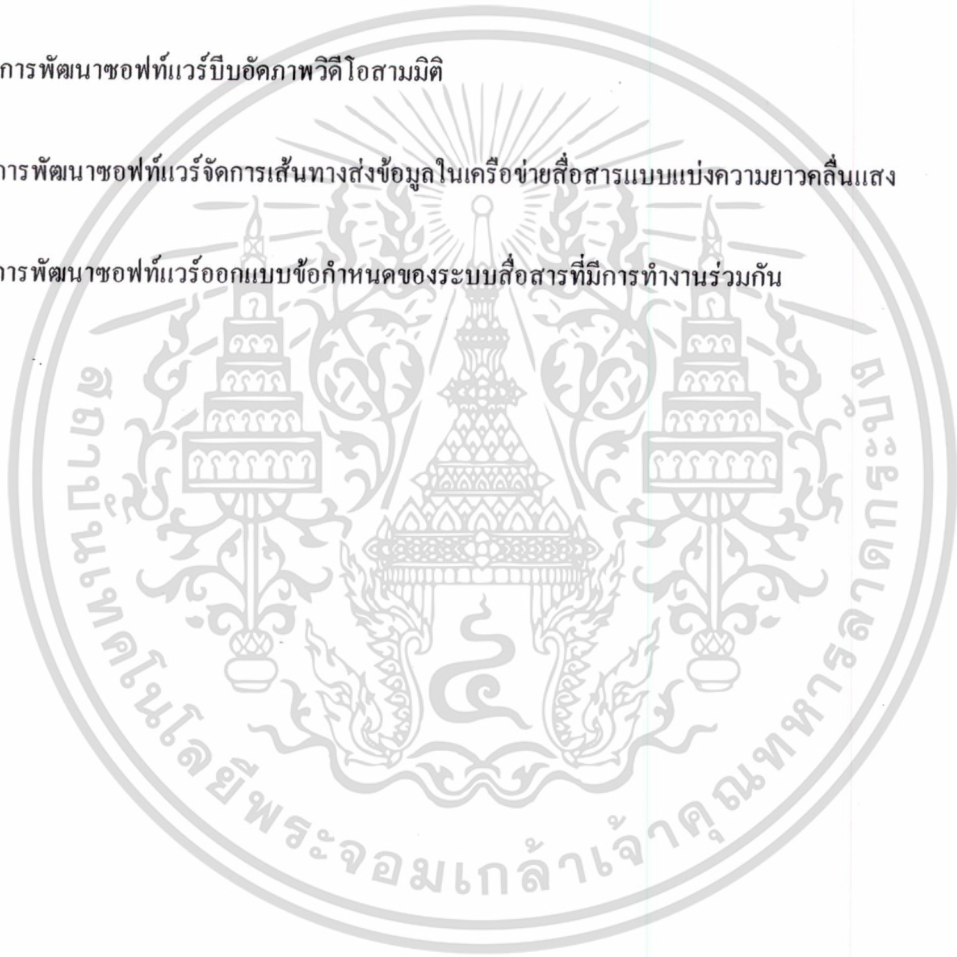 การพัฒนาซอฟท์แวร์บีบอัดภาพวิดีโอสามมิติ
การพัฒนาซอฟท์แวร์จัดการเส้นทางส่งข้อมูลในเครือข่ายสื่อสารแบบแบ่งความยาวคลื่นแสง
การพัฒนาซอฟท์แวร์ออกแบบข้อกำหนดของระบบสื่อสารที่มีการทำงานร่วมกัน
สถาบันเทคโนโลยีพระจอมเกล้าเจ้าคุณทหารลาดกระบัง